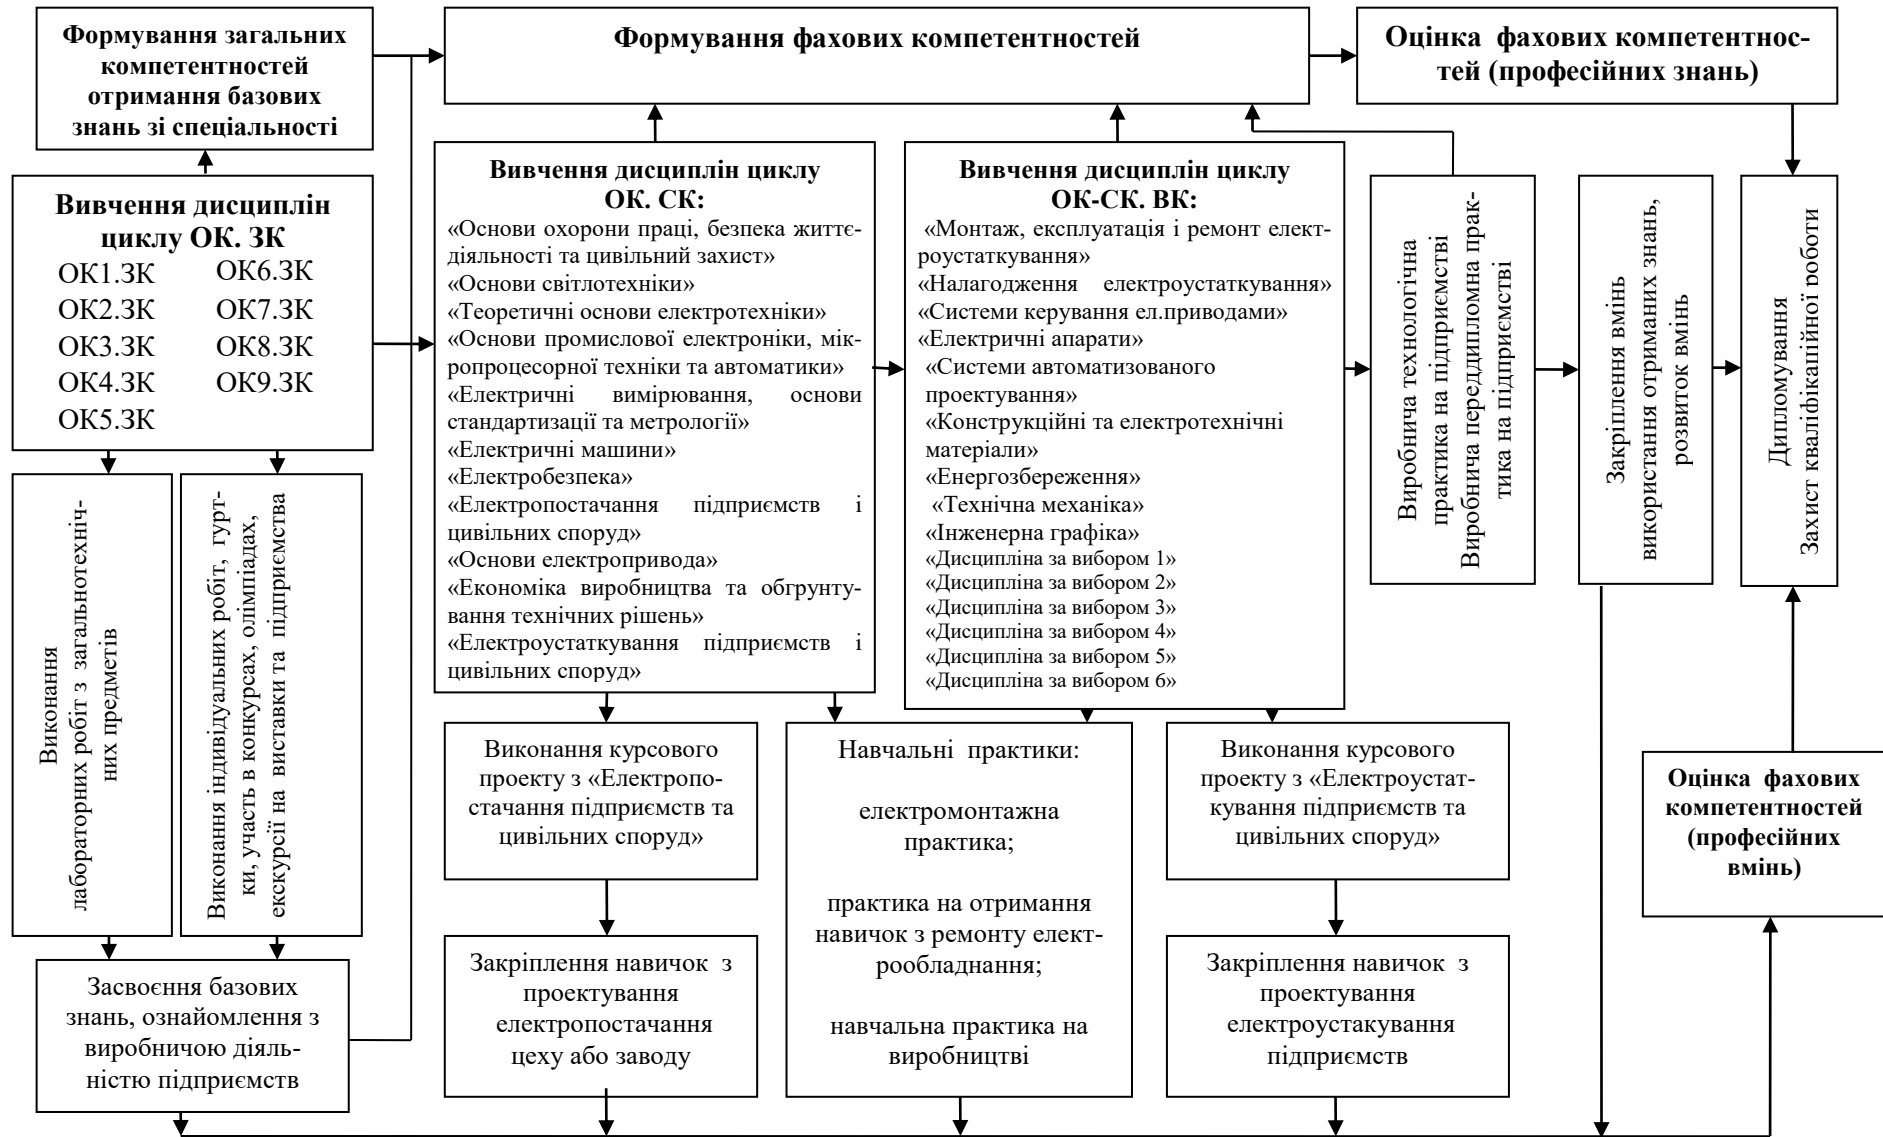 Формування загальних
компетентностей
отримання базових
знань зі спеціальності
Формування фахових компетентностей
Оцінка фахових компетентнос-
тей (професійних знань)
Вивчення дисциплін
циклу ОК. ЗК
ОК1.ЗК
ОК2.ЗК
ОК3.ЗК
ОК4.ЗК
ОК5.ЗК
ОК6.ЗК
ОК7.ЗК
ОК8.ЗК
ОК9.ЗК
Вивчення дисциплін циклу
ОК. СК:
«Основи охорони праці, безпека життє-
діяльності та цивільний захист»
«Основи світлотехніки»
«Теоретичні основи електротехніки»
«Основи промислової електроніки, мік-
ропроцесорної техніки та автоматики»
«Електричні вимірювання, основи
стандартизації та метрології»
«Електричні машини»
«Електробезпека»
«Електропостачання підприємств і
цивільних споруд»
«Основи електропривода»
«Економіка виробництва та обгрунту-
вання технічних рішень»
«Електроустаткування підприємств і
цивільних споруд»
Вивчення дисциплін циклу
ОК-СК. ВК:
«Монтаж, експлуатація і ремонт елект-
роустаткування»
«Налагодження електроустаткування»
«Системи керування ел.приводами»
«Електричні апарати»
«Системи автоматизованого
проектування»
«Конструкційні та електротехнічні
матеріали»
«Енергозбереження»
«Технічна механіка»
«Інженерна графіка»
«Дисципліна за вибором 1»
«Дисципліна за вибором 2»
«Дисципліна за вибором 3»
«Дисципліна за вибором 4»
«Дисципліна за вибором 5»
«Дисципліна за вибором 6»
Виробнича технологічна
практика на підприємстві
Виробнича переддипломна прак-
тика на підприємстві
Закріплення вмінь
використання отриманих знань,
розвиток вмінь
Дипломування
Захист кваліфікаційної роботи
Виконання
лабораторних робіт з загальнотехніч-
них предметів
Виконання індивідуальних робіт, гурт-
ки, участь в конкурсах, олімпіадах,
екскурсії на виставки та підприємства
Виконання курсового
проекту з «Електропо-
стачання підприємств та
цивільних споруд»
Навчальні практики:
електромонтажна
практика;
практика на отримання
навичок з ремонту елект-
рообладнання;
навчальна практика на
виробництві
Виконання курсового
проекту з «Електроустат-
кування підприємств та
цивільних споруд»
Оцінка фахових
компетентностей
(професійних
вмінь)
Засвоєння базових
знань, ознайомлення з
виробничою діяль-
ністю підприємств
Закріплення навичок з
проектування
електропостачання
цеху або заводу
Закріплення навичок з
проектування
електроустакування
підприємств